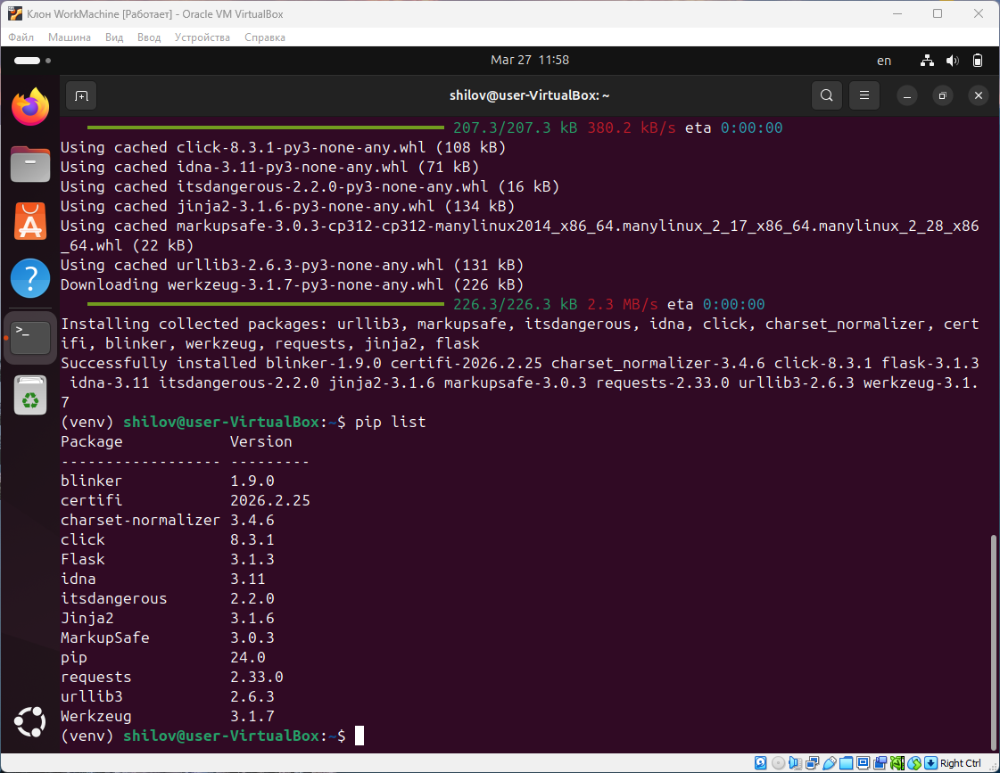 Клон WorkMachine [Работает] - Oracle VM VirtualBox
Файл Машина Вид Ввод Устройства Справка
Mar 27 11:58 en
shilov@user-VirtualBox: ~
207.3/207.3 kB 380.2 kB/s eta 0:00:00
Using cached click-8.3.1-py3-none-any.whl (108 kB)
Using cached idna-3.11-py3-none-any.whl (71 kB)
Using cached itsdangerous-2.2.0-py3-none-any.whl (16 kB)
Using cached jinja2-3.1.6-py3-none-any.whl (134 kB)
Using cached markupsafe-3.0.3-cp312-cp312-manylinux2014_x86_64.manylinux_2_17_x86_64.manylinux_2_28_x86
_64.whl (22 kB)
Using cached urllib3-2.6.3-py3-none-any.whl (131 kB)
Downloading werkzeug-3.1.7-py3-none-any.whl (226 kB)
226.3/226.3 kB 2.3 MB/s eta 0:00:00
Installing collected packages: urllib3, markupsafe, itsdangerous, idna, click, charset_normalizer, cert
ifi, blinker, werkzeug, requests, jinja2, flask
Successfully installed blinker-1.9.0 certifi-2026.2.25 charset_normalizer-3.4.6 click-8.3.1 flask-3.1.3
idna-3.11 itsdangerous-2.2.0 jinja2-3.1.6 markupsafe-3.0.3 requests-2.33.0 urllib3-2.6.3 werkzeug-3.1.
7
(venv) shilov@user-VirtualBox:~$ pip list
Package Version
------------------ ---------
blinker 1.9.0
certifi 2026.2.25
charset-normalizer 3.4.6
click 8.3.1
Flask 3.1.3
idna 3.11
itsdangerous 2.2.0
Jinja2 3.1.6
MarkupSafe 3.0.3
pip 24.0
requests 2.33.0
urllib3 2.6.3
Werkzeug 3.1.7
(venv) shilov@user-VirtualBox:~$
Right Ctrl